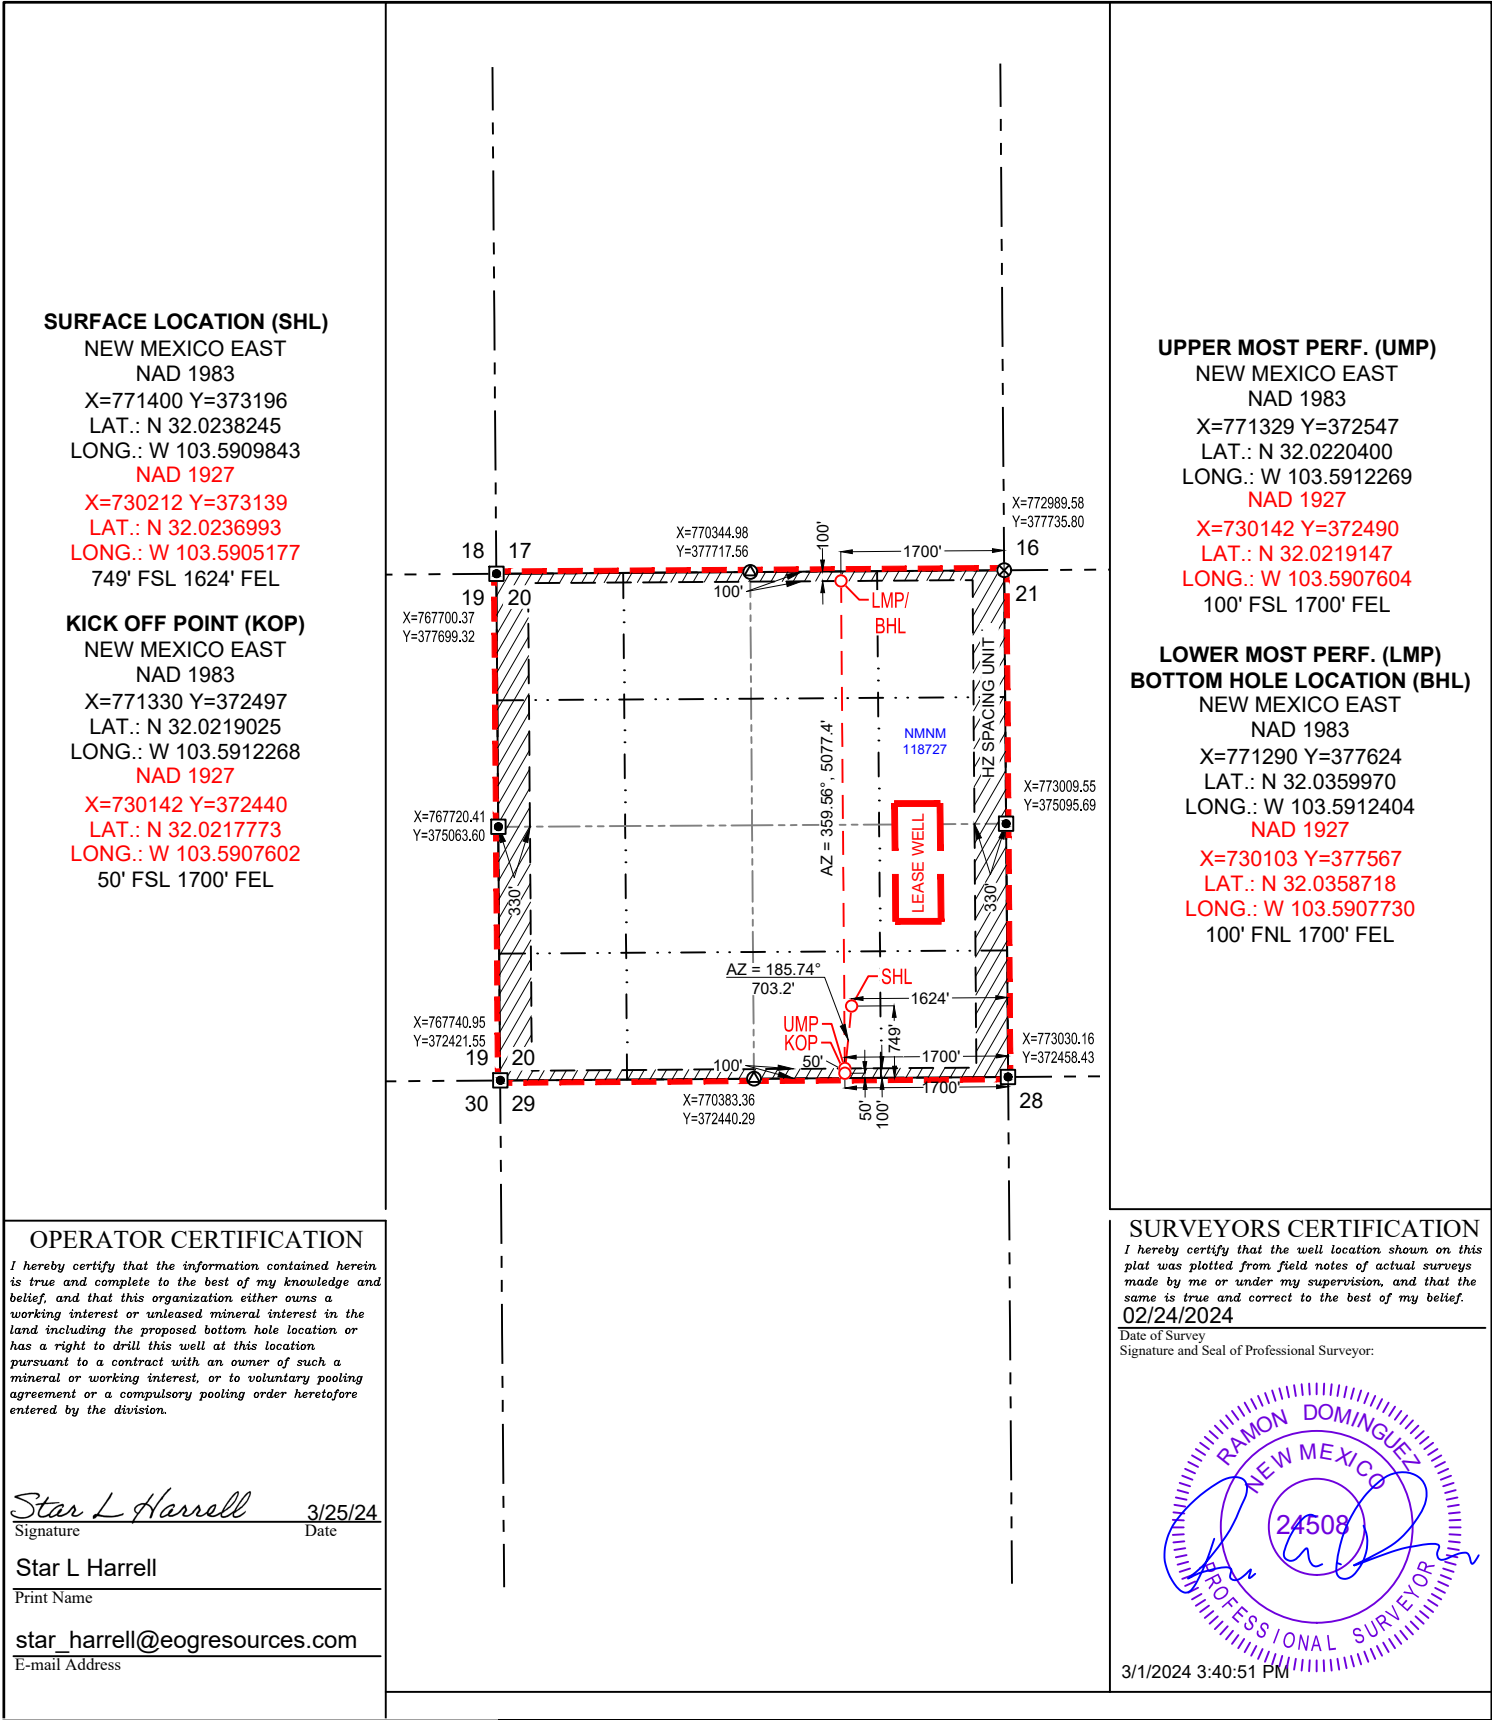 SURFACE LOCATION (SHL)
NEW MEXICO EAST
NAD 1983
X=771400 Y=373196
LAT.: N 32.0238245
LONG.: W 103.5909843
NAD 1927
X=730212 Y=373139
LAT.: N 32.0236993
LONG.: W 103.5905177
749' FSL 1624' FEL
KICK OFF POINT (KOP)
NEW MEXICO EAST
NAD 1983
X=771330 Y=372497
LAT.: N 32.0219025
LONG.: W 103.5912268
NAD 1927
X=730142 Y=372440
LAT.: N 32.0217773
LONG.: W 103.5907602
50' FSL 1700' FEL
X=772989.58
Y=377735.80
X=770344.98
Y=377717.56
100'
1700'
18 17
16
19 20
21
100'
LMP/
BHL
X=767700.37
Y=377699.32
HZ SPACING UNIT
NMNM
118727
AZ = 359.56°, 5077.4'
X=773009.55
Y=375095.69
X=767720.41
Y=375063.60
LEASE WELL
330'
330'
AZ = 185.74°
703.2'
SHL
1624'
749'
X=767740.95
Y=372421.55
UMP
KOP
X=773030.16
Y=372458.43
19 20
100'
50'
1700'
1700'
30 29
28
X=770383.36
Y=372440.29
50'
100'
UPPER MOST PERF. (UMP)
NEW MEXICO EAST
NAD 1983
X=771329 Y=372547
LAT.: N 32.0220400
LONG.: W 103.5912269
NAD 1927
X=730142 Y=372490
LAT.: N 32.0219147
LONG.: W 103.5907604
100' FSL 1700' FEL
LOWER MOST PERF. (LMP)
BOTTOM HOLE LOCATION (BHL)
NEW MEXICO EAST
NAD 1983
X=771290 Y=377624
LAT.: N 32.0359970
LONG.: W 103.5912404
NAD 1927
X=730103 Y=377567
LAT.: N 32.0358718
LONG.: W 103.5907730
100' FNL 1700' FEL
OPERATOR CERTIFICATION
I hereby certify that the information contained herein
is true and complete to the best of my knowledge and
belief, and that this organization either owns a
working interest or unleased mineral interest in the
land including the proposed bottom hole location or
has a right to drill this well at this location
pursuant to a contract with an owner of such a
mineral or working interest, or to voluntary pooling
agreement or a compulsory pooling order heretofore
entered by the division.
Star L Harrell 3/25/24
Signature Date
Star L Harrell
Print Name
star_harrell@eogresources.com
E-mail Address
SURVEYORS CERTIFICATION
I hereby certify that the well location shown on this
plat was plotted from field notes of actual surveys
made by me or under my supervision, and that the
same is true and correct to the best of my belief.
02/24/2024
Date of Survey
Signature and Seal of Professional Surveyor:
RAMON DOMINGUEZ
NEW MEXICO
24508
PROFESSIONAL SURVEYOR
3/1/2024 3:40:51 PM